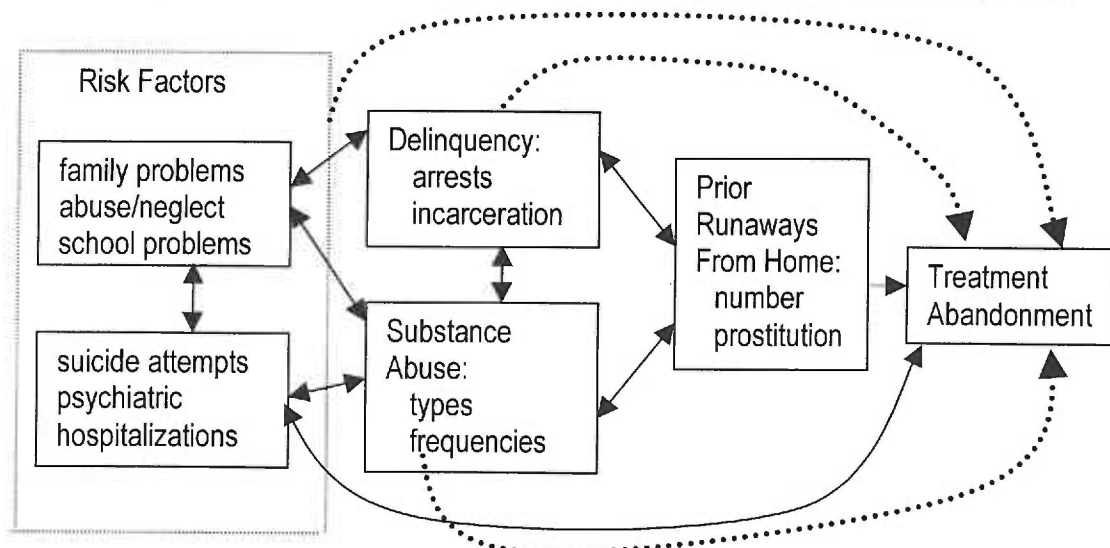 Risk Factors
family problems
abuse/neglect
school problems
suicide attempts
psychiatric
hospitalizations
Delinquency:
arrests
incarceration
Substance
Abuse:
types
frequencies
Prior
Runaways
From Home:
number
prostitution
Treatment
Abandonment